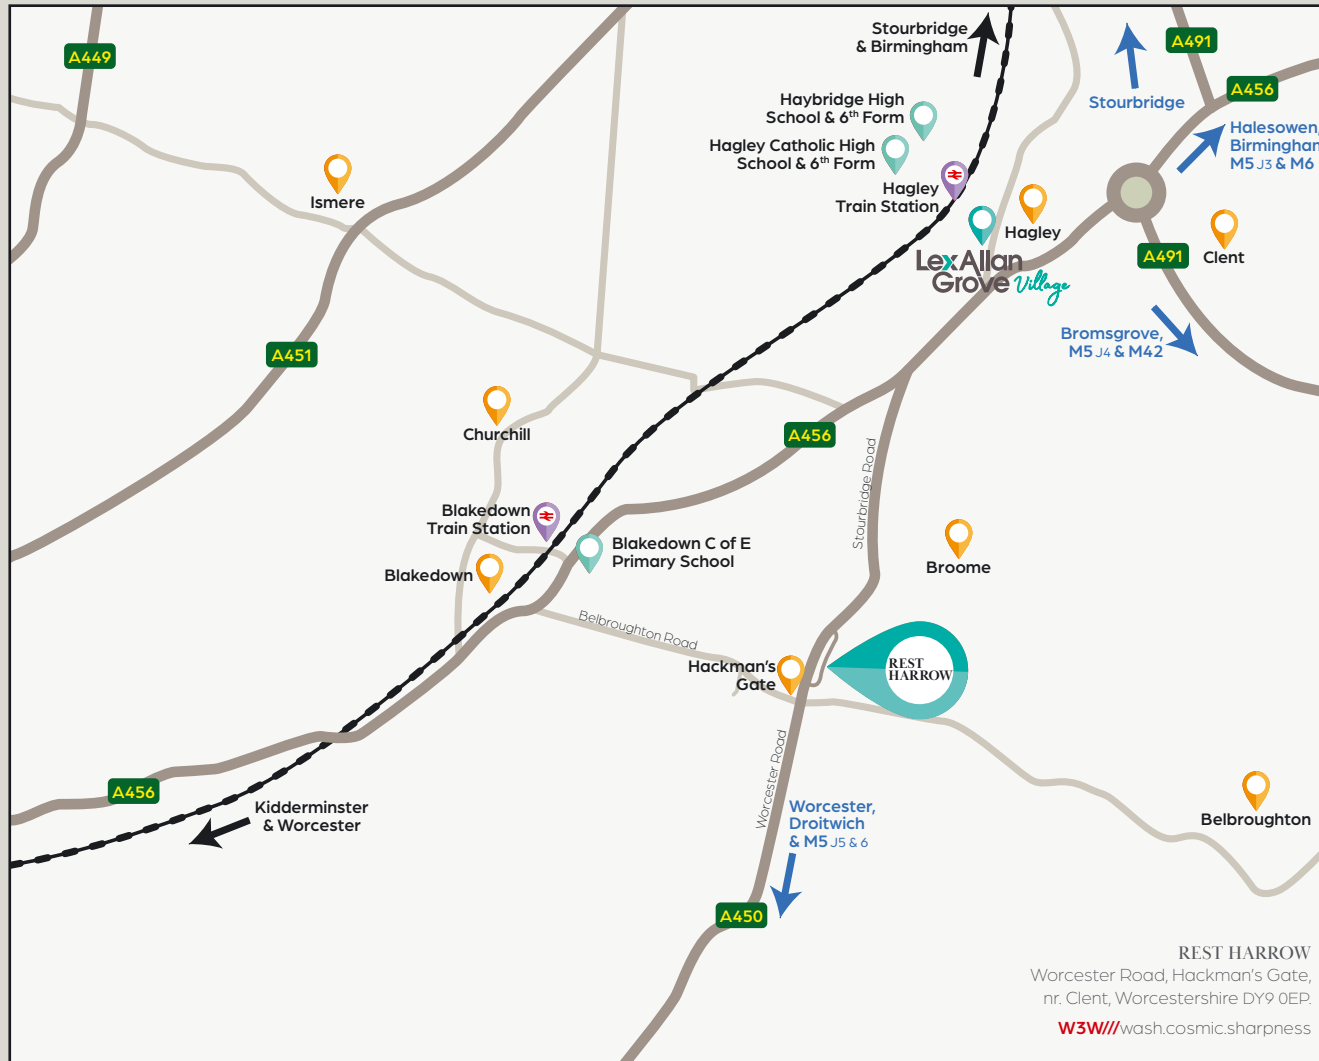 A449
Stourbridge
& Birmingham
A491
A456
Stourbridge
Haybridge High
School & 6th Form
Halesowen,
Birmingham
M5 J3 & M6
Hagley Catholic High
School & 6th Form
Hagley
Train Station
Ismere
Hagley
Clent
A491
LexAllan
Grove Village
Bromsgrove,
M5 J4 & M42
A451
Churchill
A456
Stourbridge Road
Blakedown
Train Station
Blakedown C of E
Primary School
Blakedown
Broome
Belbroughton Road
Hackman's
Gate
REST
HARROW
Worcester Road
A456
Kidderminster
& Worcester
Worcester,
Droitwich
& M5 J5 & 6
Belbroughton
A450
REST HARROW
Worcester Road, Hackman's Gate,
nr. Clent, Worcestershire DY9 0EP.
W3W///wash.cosmic.sharpness